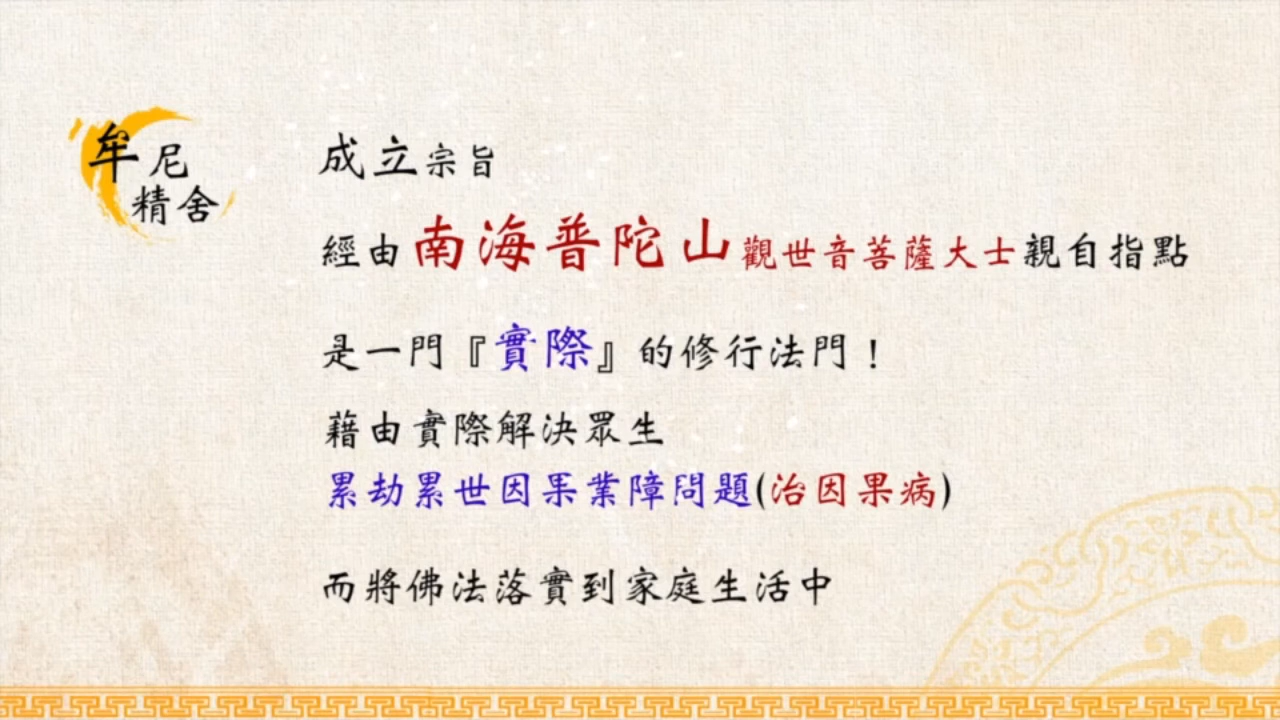 牟尼
精舍
成立宗旨
經由南海普陀山觀世音菩薩大士親自指點
是一門『實際』的修行法門！
藉由實際解決眾生
累劫累世因果業障問題(治因果病)
而將佛法落實到家庭生活中